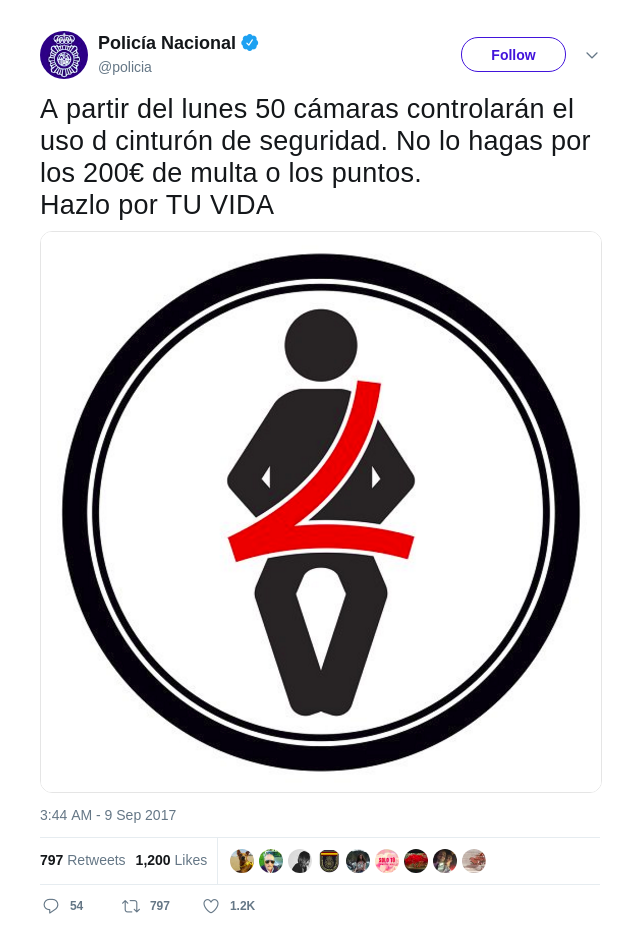 Policía Nacional
@policia
Follow
A partir del lunes 50 cámaras controlarán el
uso d cinturón de seguridad. No lo hagas por
los 200€ de multa o los puntos.
Hazlo por TU VIDA
3:44 AM - 9 Sep 2017
797 Retweets 1,200 Likes
54 797 1.2K